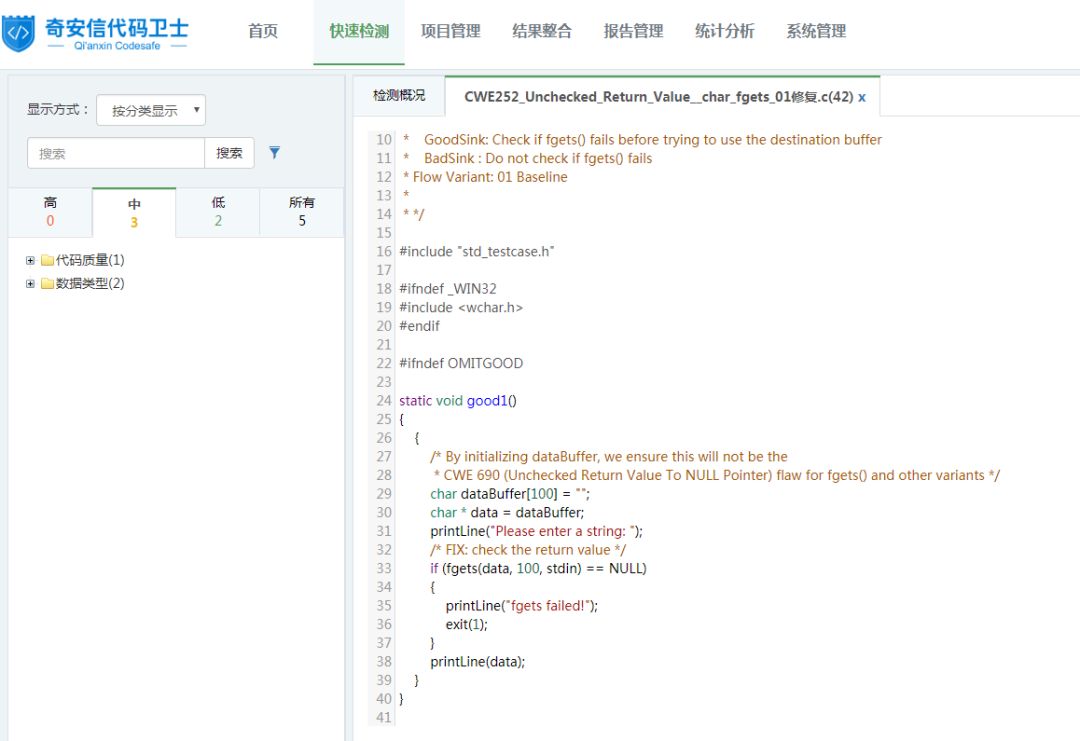 奇安信代码卫士
Qi'anxin Codesafe
首页 快速检测 项目管理 结果整合 报告管理 统计分析 系统管理
显示方式： 按分类显示
搜索 搜索
高 中 低 所有
0 3 2 5
代码质量(1)
数据类型(2)
检测概况 CWE252_Unchecked_Return_Value__char_fgets_01修复.c(42) x
10 *    GoodSink: Check if fgets() fails before trying to use the destination buffer
11 *    BadSink : Do not check if fgets() fails
12 * Flow Variant: 01 Baseline
13 *
14 * */
15
16 #include "std_testcase.h"
17
18 #ifndef _WIN32
19 #include <wchar.h>
20 #endif
21
22 #ifndef OMITGOOD
23
24 static void good1()
25 {
26     {
27         /* By initializing dataBuffer, we ensure this will not be the
28          * CWE 690 (Unchecked Return Value To NULL Pointer) flaw for fgets() and other variants */
29         char dataBuffer[100] = "";
30         char * data = dataBuffer;
31         printLine("Please enter a string: ");
32         /* FIX: check the return value */
33         if (fgets(data, 100, stdin) == NULL)
34         {
35             printLine("fgets failed!");
36             exit(1);
37         }
38         printLine(data);
39     }
40 }
41